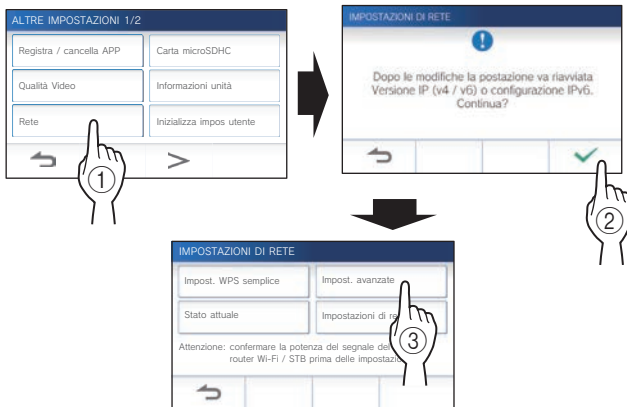 ALTRE IMPOSTAZIONI 1/2
Registra / cancella APP
Carta microSDHC
Qualità Video
Informazioni unità
Rete
Inizializza impos utente
>
1
IMPOSTAZIONI DI RETE
!
Dopo le modifiche la postazione va riavviata
Versione IP (v4 / v6) o configurazione IPv6.
Continua?
2
IMPOSTAZIONI DI RETE
Impost. WPS semplice
Impost. avanzate
Stato attuale
Impostazioni di
Attenzione: confermare la potenza del segnale
router Wi-Fi / STB prima delle
3